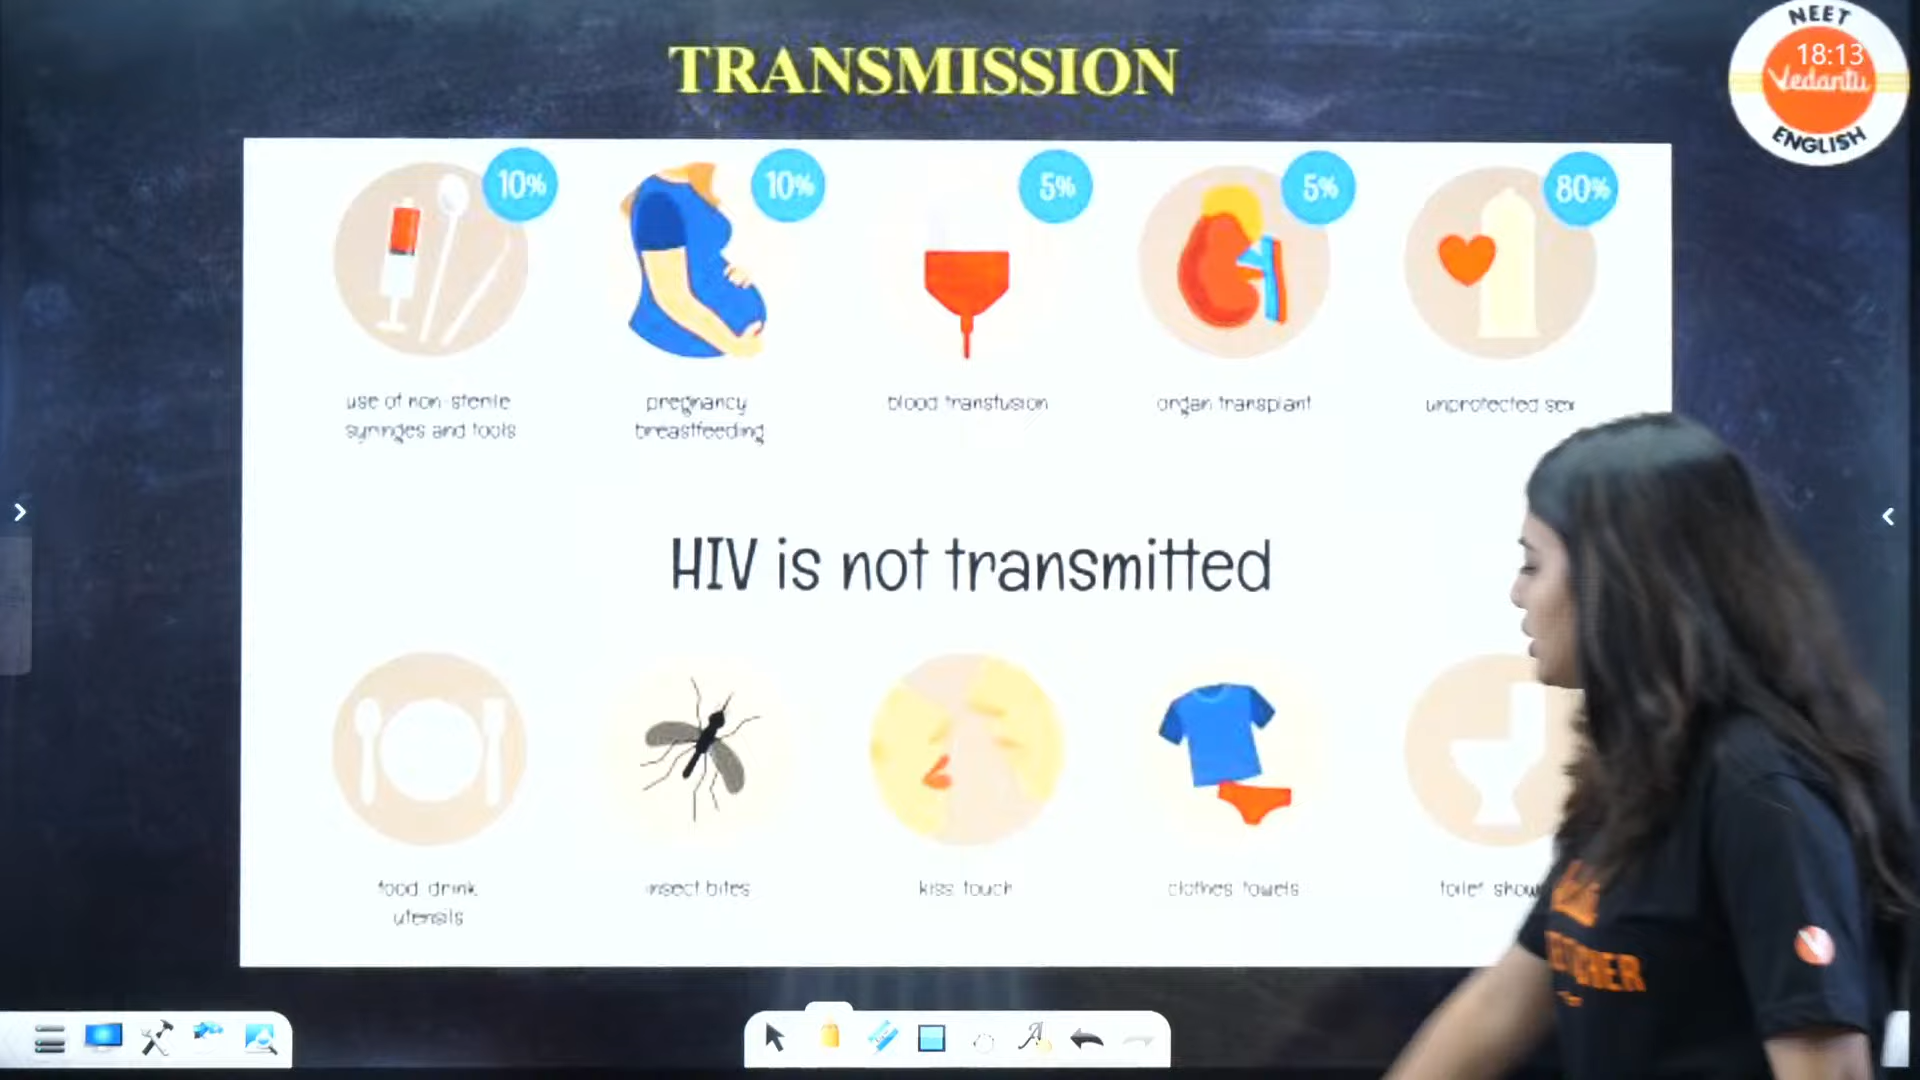 TRANSMISSION
NEET
18:13
Vedantu
ENGLISH
10%
10%
5%
5%
80%
use of non-sterile
syringes and tools
pregnancy
breastfeeding
blood transfusion
organ transplant
unprotected sex
HIV is not transmitted
food drink
utensils
insect bites
kiss touch
clothes towels
toilet